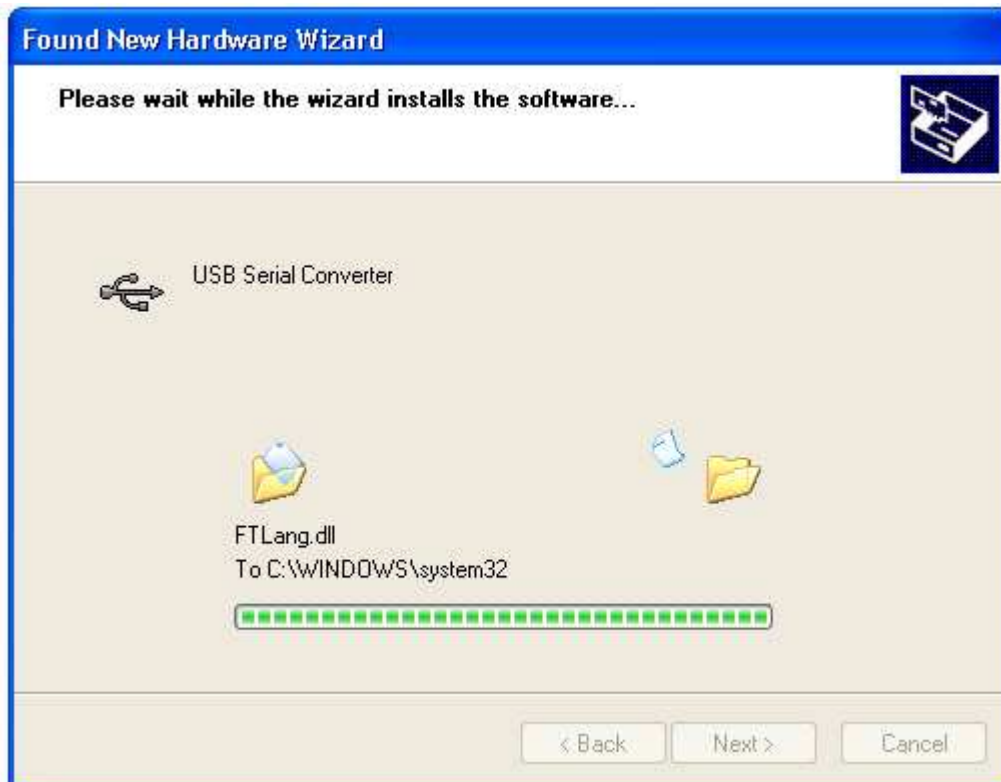 Found New Hardware Wizard
Please wait while the wizard installs the software...
USB Serial Converter
FTLang.dll
To C:\WINDOWS\system32
< Back
Next >
Cancel